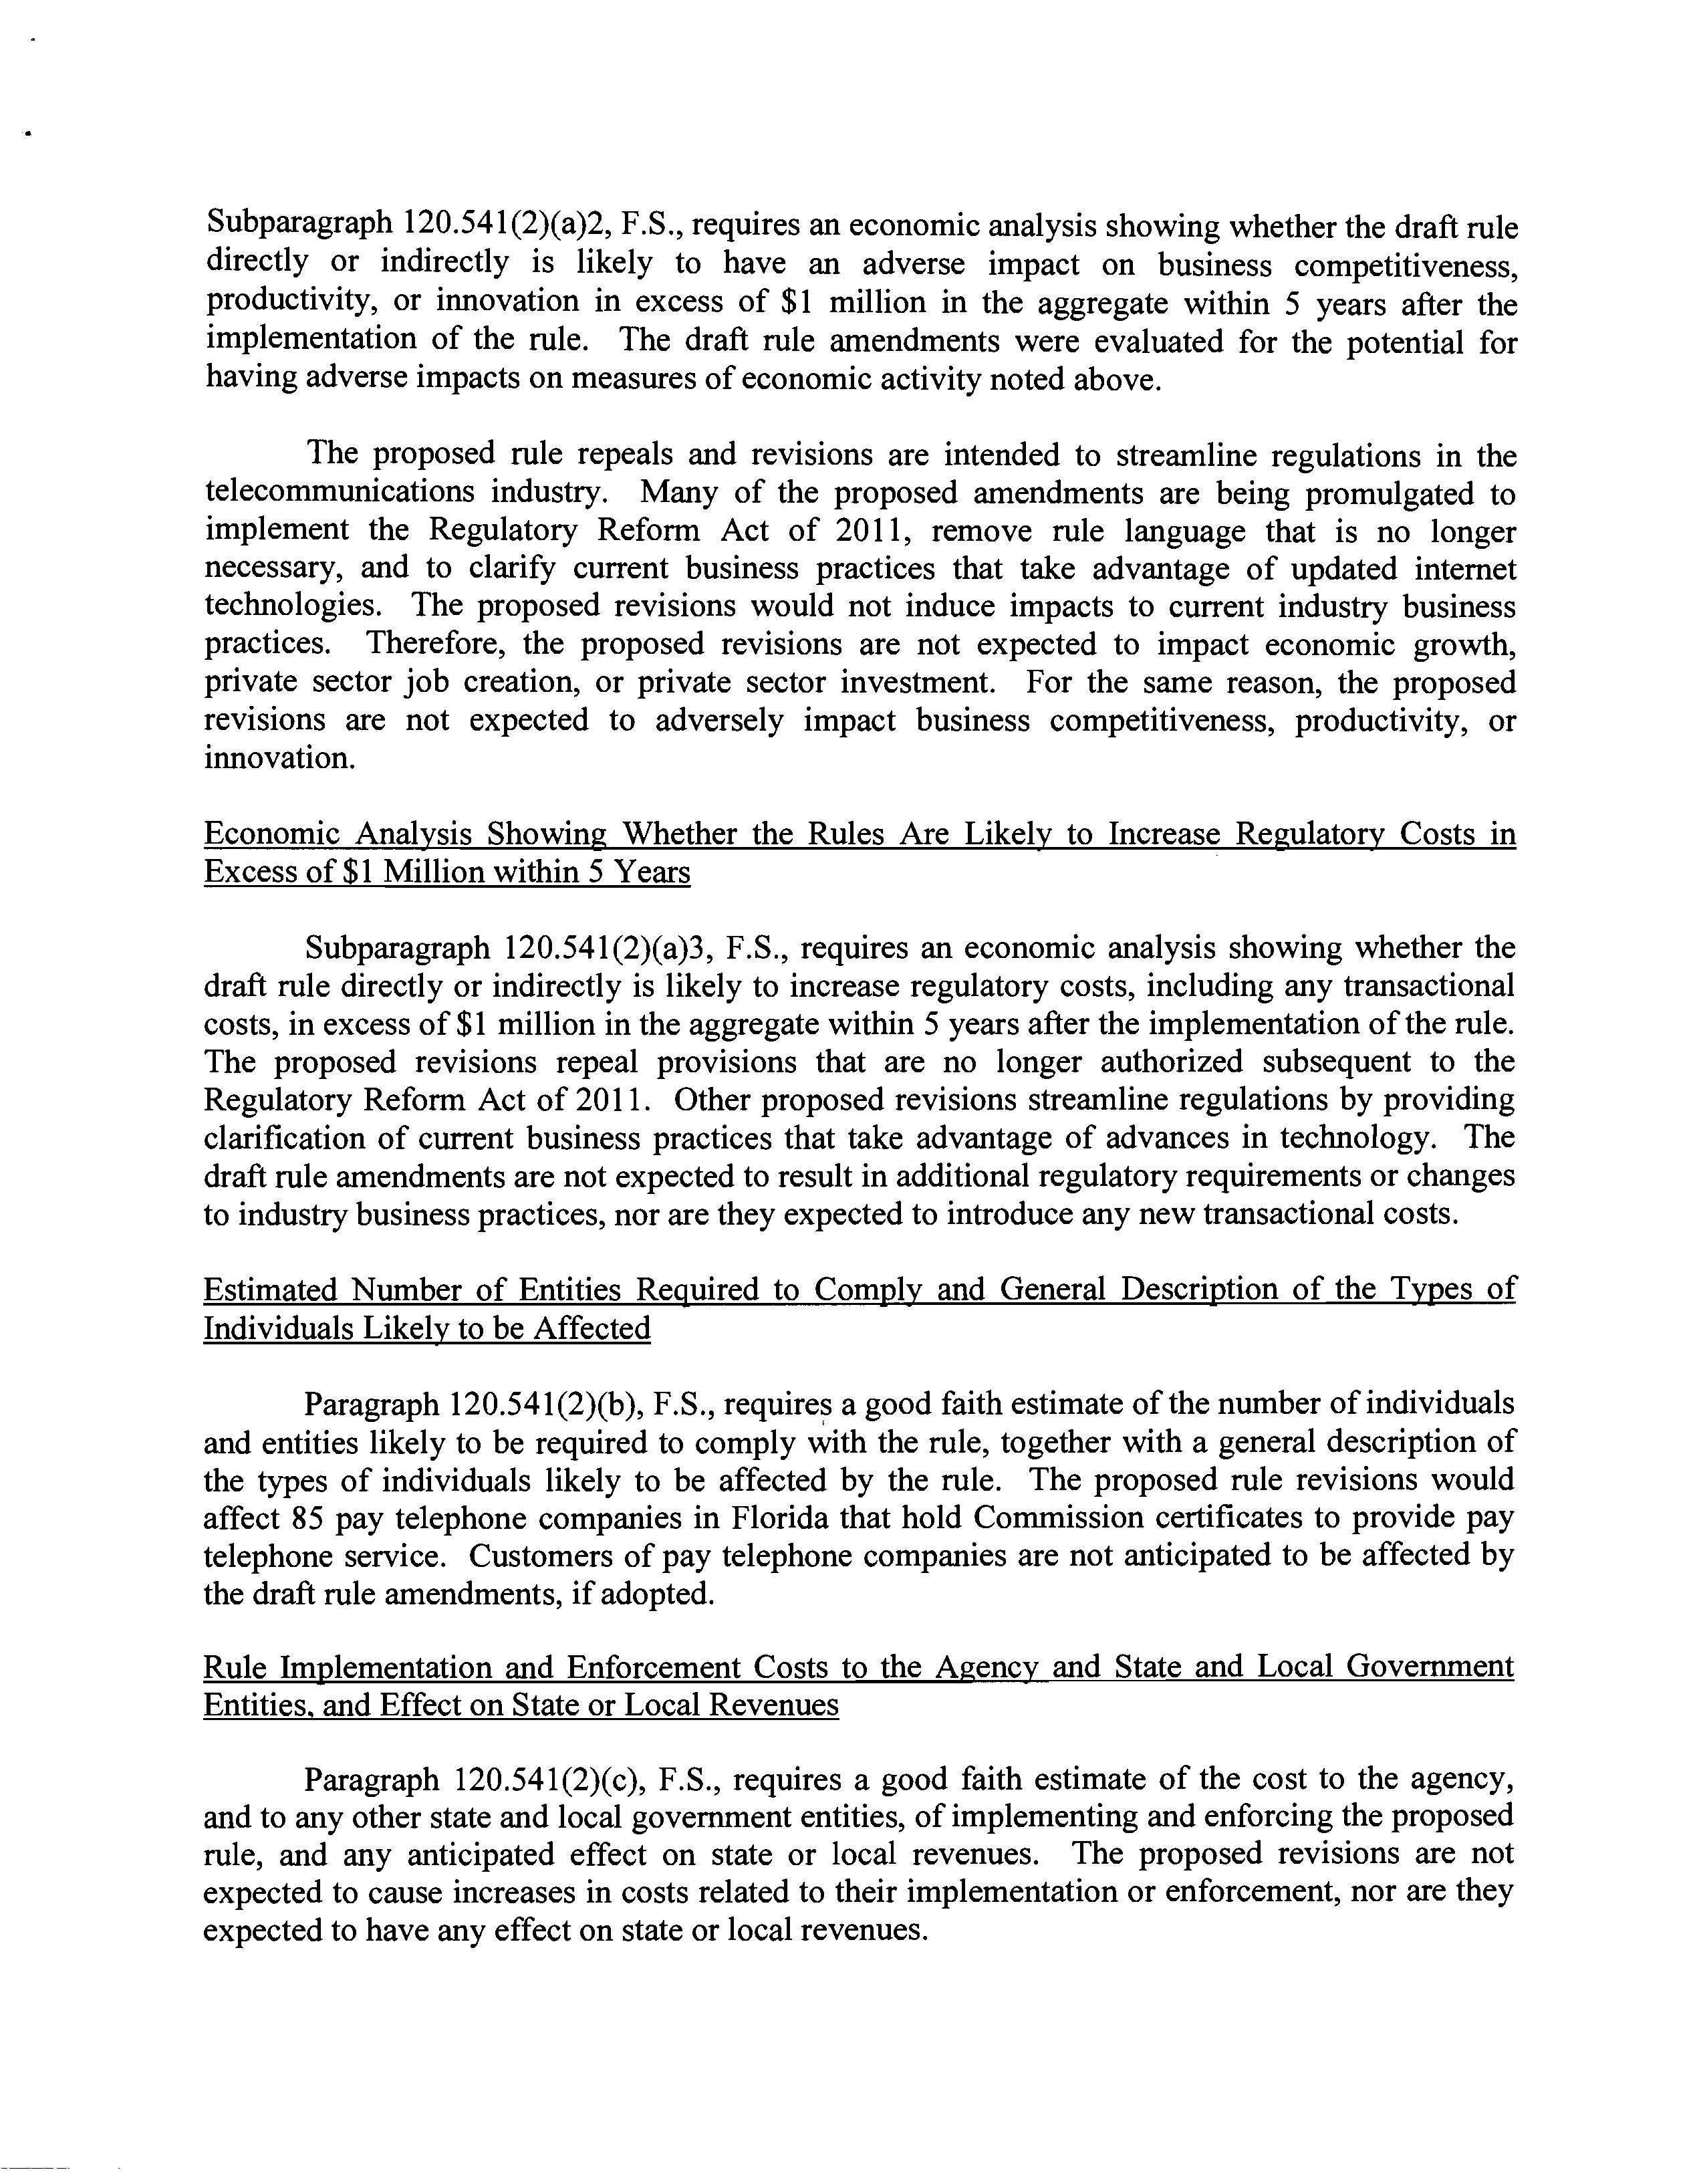 Subparagraph 120.541(2)(a)2, F.S., requires an economic analysis showing whether the draft rule
directly or indirectly is likely to have an adverse impact on business competitiveness,
productivity, or innovation in excess of $1 million in the aggregate within 5 years after the
implementation of the rule. The draft rule amendments were evaluated for the potential for
having adverse impacts on measures of economic activity noted above.
The proposed rule repeals and revisions are intended to streamline regulations in the
telecommunications industry. Many of the proposed amendments are being promulgated to
implement the Regulatory Reform Act of 2011, remove rule language that is no longer
necessary, and to clarify current business practices that take advantage of updated internet
technologies. The proposed revisions would not induce impacts to current industry business
practices. Therefore, the proposed revisions are not expected to impact economic growth,
private sector job creation, or private sector investment. For the same reason, the proposed
revisions are not expected to adversely impact business competitiveness, productivity, or
innovation.
Economic Analysis Showing Whether the Rules Are Likely to Increase Regulatory Costs in
Excess of $1 Million within 5 Years
Subparagraph 120.541(2)(a)3, F.S., requires an economic analysis showing whether the
draft rule directly or indirectly is likely to increase regulatory costs, including any transactional
costs, in excess of $1 million in the aggregate within 5 years after the implementation of the rule.
The proposed revisions repeal provisions that are no longer authorized subsequent to the
Regulatory Reform Act of 2011. Other proposed revisions streamline regulations by providing
clarification of current business practices that take advantage of advances in technology. The
draft rule amendments are not expected to result in additional regulatory requirements or changes
to industry business practices, nor are they expected to introduce any new transactional costs.
Estimated Number of Entities Required to Comply and General Description of the Types of
Individuals Likely to be Affected
Paragraph 120.541(2)(b), F.S., requires a good faith estimate of the number of individuals
and entities likely to be required to comply with the rule, together with a general description of
the types of individuals likely to be affected by the rule. The proposed rule revisions would
affect 85 pay telephone companies in Florida that hold Commission certificates to provide pay
telephone service. Customers of pay telephone companies are not anticipated to be affected by
the draft rule amendments, if adopted.
Rule Implementation and Enforcement Costs to the Agency and State and Local Government
Entities, and Effect on State or Local Revenues
Paragraph 120.541(2)(c), F.S., requires a good faith estimate of the cost to the agency,
and to any other state and local government entities, of implementing and enforcing the proposed
rule, and any anticipated effect on state or local revenues. The proposed revisions are not
expected to cause increases in costs related to their implementation or enforcement, nor are they
expected to have any effect on state or local revenues.